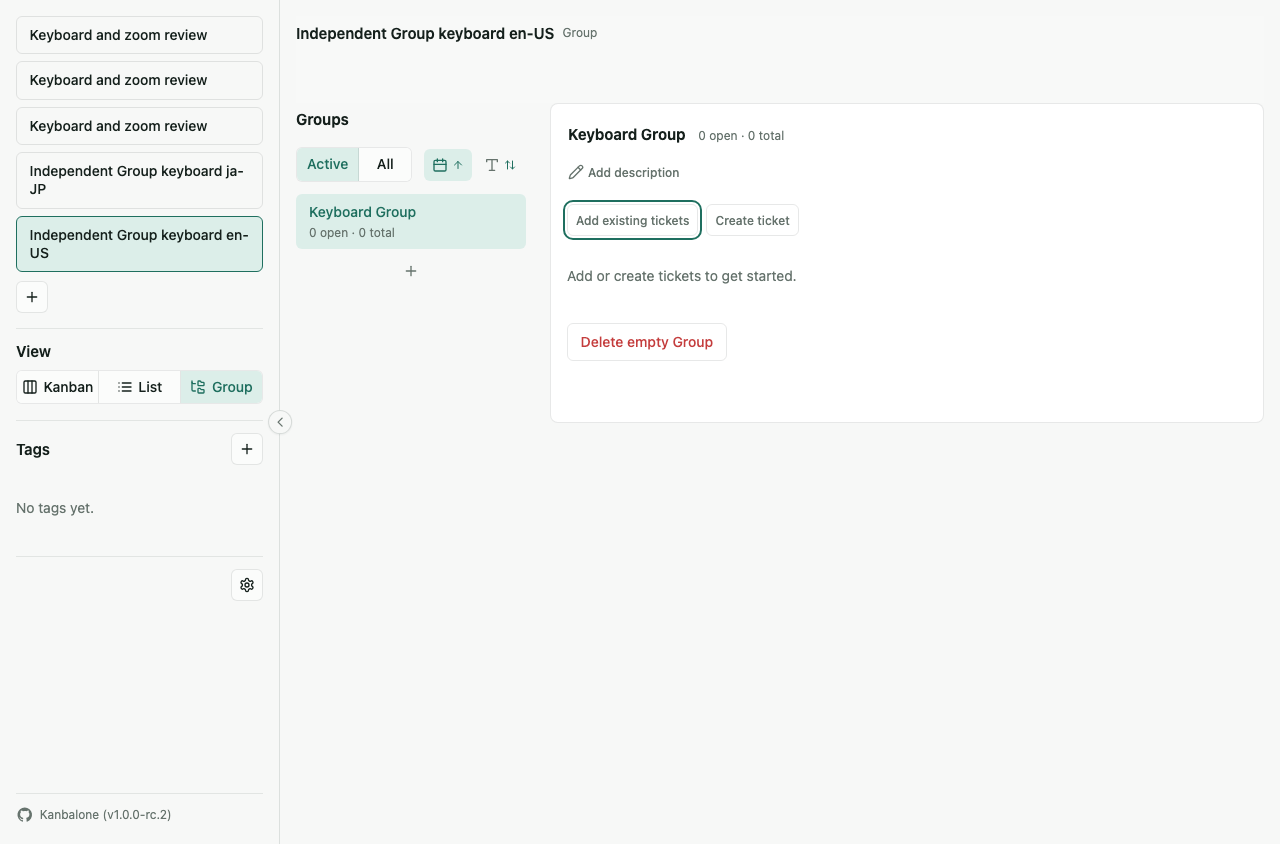 Keyboard and zoom review
Keyboard and zoom review
Keyboard and zoom review
Independent Group keyboard ja-
JP
Independent Group keyboard en-
US
View
Kanban
List
Group
Tags
No tags yet.
Kanbalone (v1.0.0-rc.2)
Independent Group keyboard en-US Group
Groups
Active
All
Keyboard Group
0 open · 0 total
Keyboard Group 0 open · 0 total
Add description
Add existing tickets
Create ticket
Add or create tickets to get started.
Delete empty Group